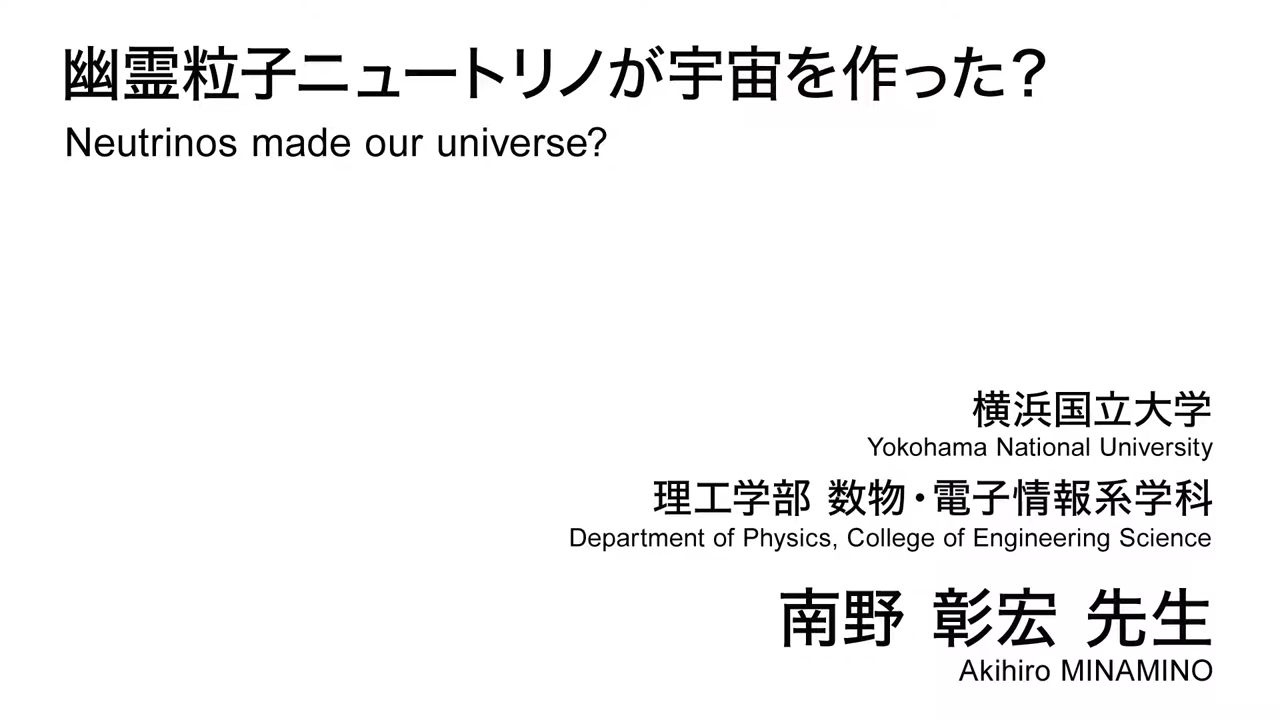 幽霊粒子ニュートリノが宇宙を作った？
Neutrinos made our universe?
横浜国立大学
Yokohama National University
理工学部 数物・電子情報系学科
Department of Physics, College of Engineering Science
南野 彰宏 先生
Akihiro MINAMINO